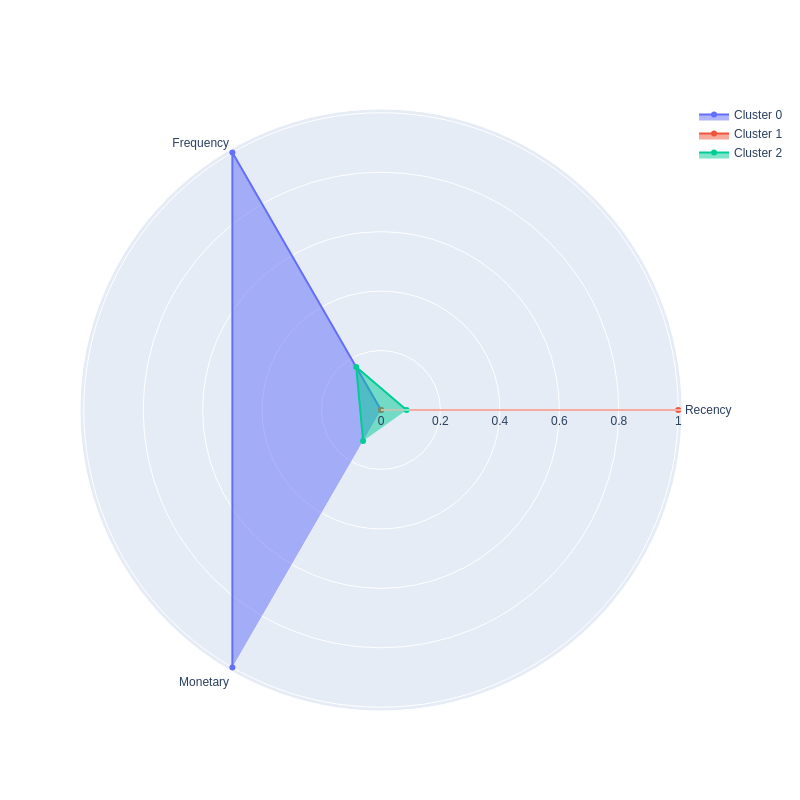 Cluster 0
Cluster 1
Cluster 2
Frequency
Recency
0
0.2
0.4
0.6
0.8
1
Monetary